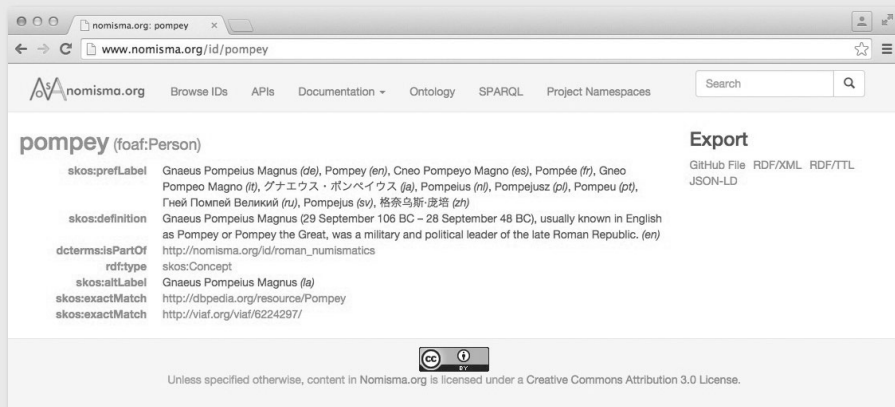 nomisma.org: pompey ×
www.nomisma.org/id/pompey
nomisma.org Browse IDs APIs Documentation Ontology SPARQL Project Namespaces Search
pompey (foaf:Person)
skos:prefLabel Gnaeus Pompeius Magnus (de), Pompey (en), Cneo Pompeyo Magno (es), Pompée (fr), Gneo
Pompeo Magno (it), グナエウス・ポンペイウス (ja), Pompeius (nl), Pompejusz (pl), Pompeu (pt),
Гней Помпей Великий (ru), Pompejus (sv), 格奈乌斯·庞培 (zh)
skos:definition Gnaeus Pompeius Magnus (29 September 106 BC – 28 September 48 BC), usually known in English
as Pompey or Pompey the Great, was a military and political leader of the late Roman Republic. (en)
dcterms:isPartOf http://nomisma.org/id/roman_numismatics
rdf:type skos:Concept
skos:altLabel Gnaeus Pompeius Magnus (la)
skos:exactMatch http://dbpedia.org/resource/Pompey
skos:exactMatch http://viaf.org/viaf/6224297/
Export
GitHub File RDF/XML RDF/TTL
JSON-LD
cc BY
Unless specified otherwise, content in Nomisma.org is licensed under a Creative Commons Attribution 3.0 License.